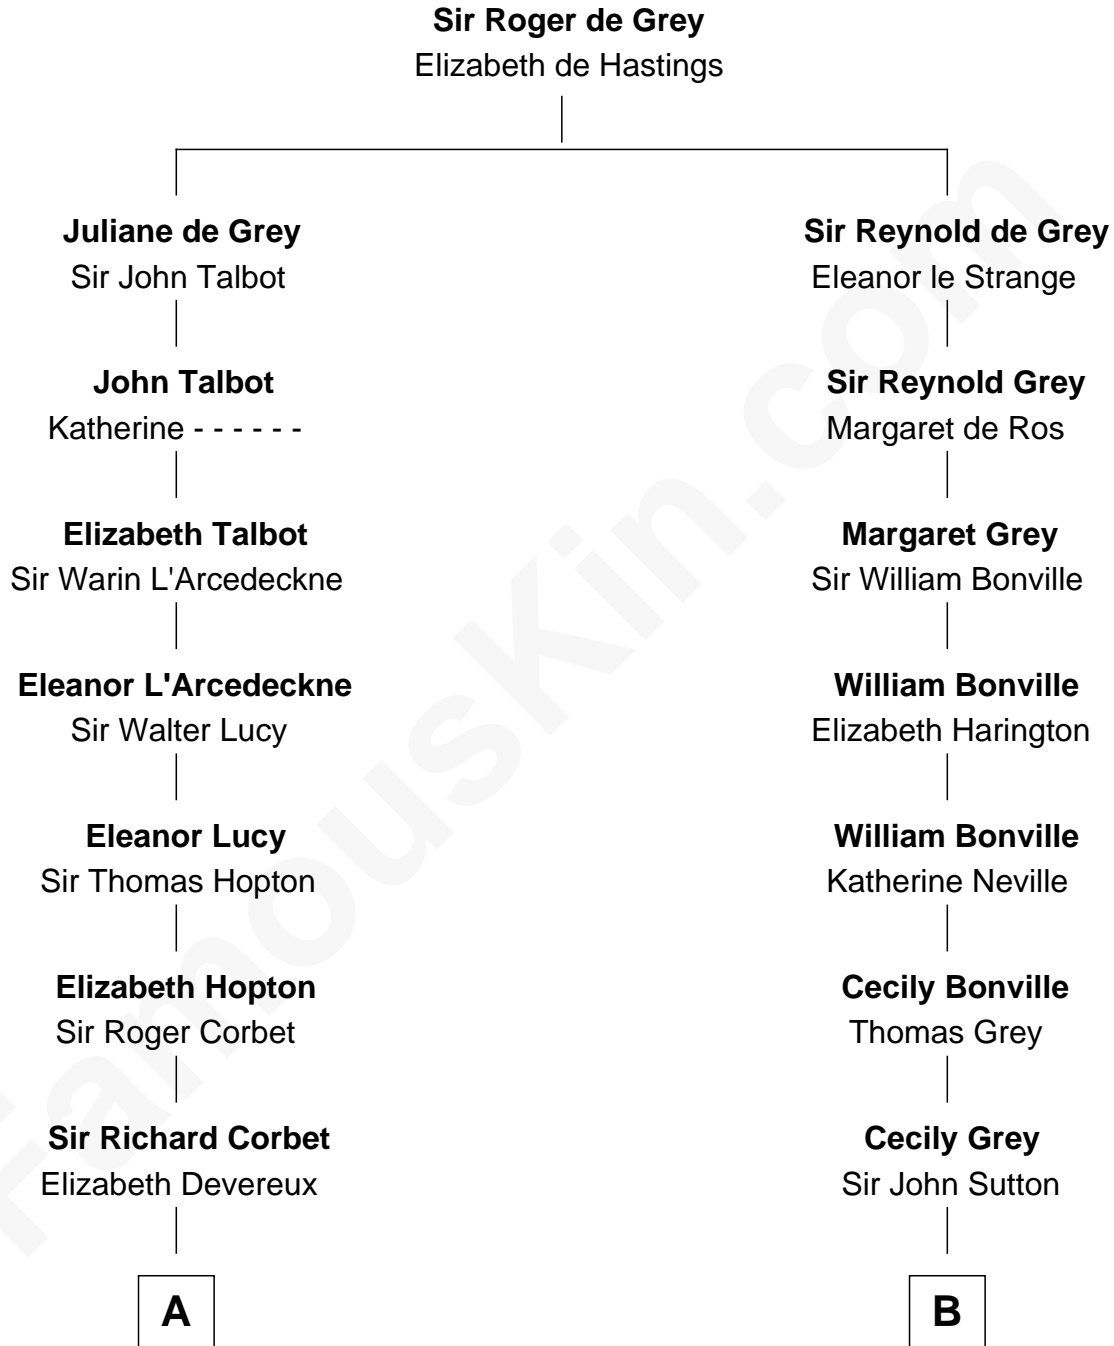 Sir Roger de Grey
Elizabeth de Hastings
Juliane de Grey
Sir John Talbot
Sir Reynold de Grey
Eleanor le Strange
John Talbot
Katherine - - - - - -
Sir Reynold Grey
Margaret de Ros
Elizabeth Talbot
Sir Warin L'Arcedeckne
Margaret Grey
Sir William Bonville
Eleanor L'Arcedeckne
Sir Walter Lucy
William Bonville
Elizabeth Harington
Eleanor Lucy
Sir Thomas Hopton
William Bonville
Katherine Neville
Elizabeth Hopton
Sir Roger Corbet
Cecily Bonville
Thomas Grey
Sir Richard Corbet
Elizabeth Devereux
Cecily Grey
Sir John Sutton
A
B
FamousKin.com